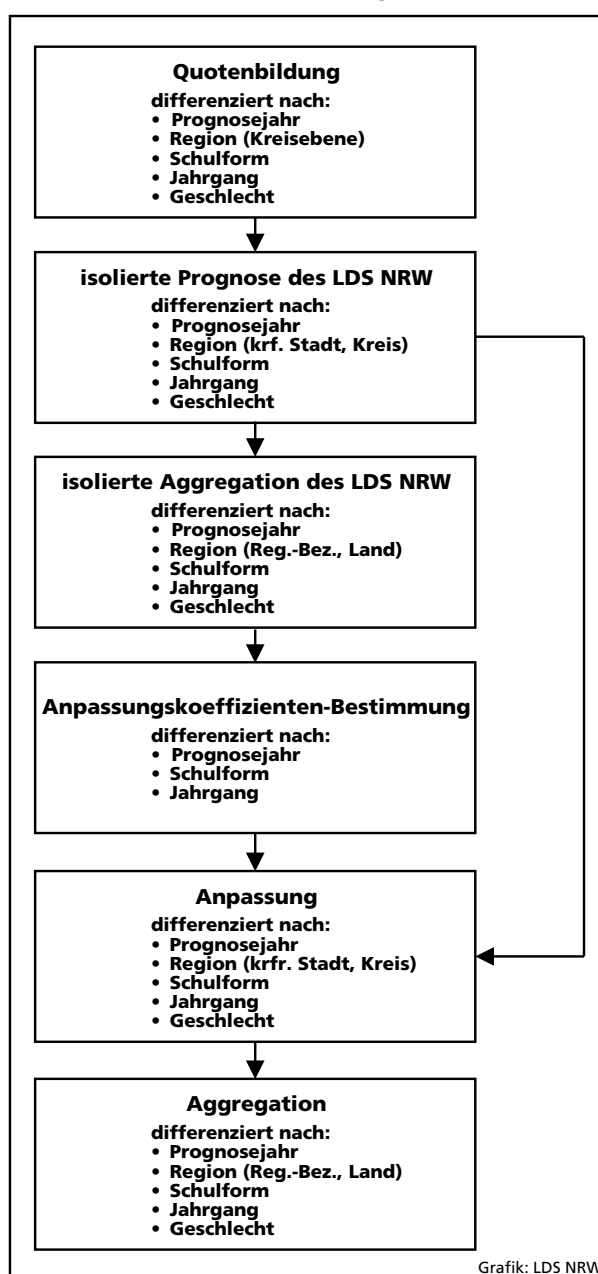 Quotenbildung
differenziert nach:
• Prognosejahr
• Region (Kreisebene)
• Schulform
• Jahrgang
• Geschlecht
isolierte Prognose des LDS NRW
differenziert nach:
• Prognosejahr
• Region (krf. Stadt, Kreis)
• Schulform
• Jahrgang
• Geschlecht
isolierte Aggregation des LDS NRW
differenziert nach:
• Prognosejahr
• Region (Reg.-Bez., Land)
• Schulform
• Jahrgang
• Geschlecht
Anpassungskoeffizienten-Bestimmung
differenziert nach:
• Prognosejahr
• Schulform
• Jahrgang
Anpassung
differenziert nach:
• Prognosejahr
• Region (krfr. Stadt, Kreis)
• Schulform
• Jahrgang
• Geschlecht
Aggregation
differenziert nach:
• Prognosejahr
• Region (Reg.-Bez., Land)
• Schulform
• Jahrgang
• Geschlecht
Grafik: LDS NRW